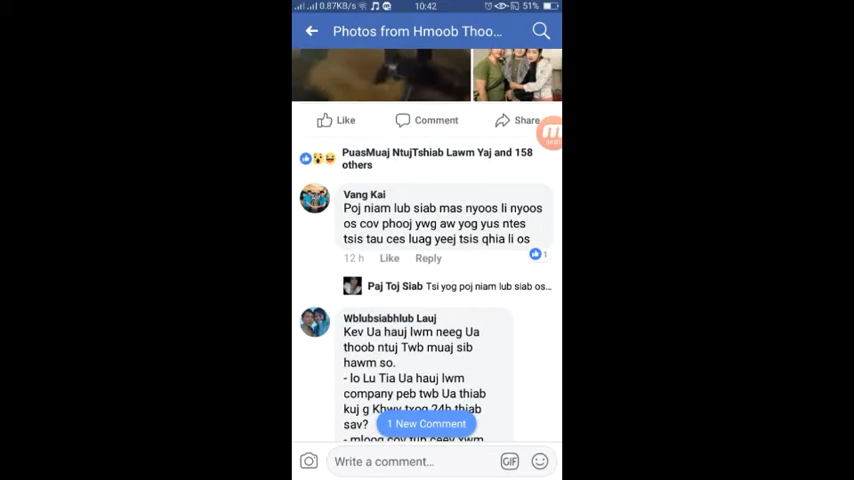 0.87KB/s
10:42
51%
Photos from Hmoob Thoo...
Like
Comment
Share
PuasMuaj NtujTshiab Lawm Yaj and 158
others
Vang Kai
Poj niam lub siab mas nyoos li nyoos
os cov phooj ywg aw yog yus ntes
tsis tau ces luag yeej tsis qhia li os
1
12 h
Like
Reply
Paj Toj Siab Tsi yog poj niam lub siab os...
Wblubsiabhlub Lauj
Kev Ua hauj lwm neeg Ua
thoob ntuj Twb muaj sib
hawm so.
- lo Lu Tia Ua hauj lwm
company peb twb Ua thiab
kuj g Khwv txog 24h thiab
sav?
1 New Comment
- mloog cov tub ceev xwm
Write a comment...
GIF